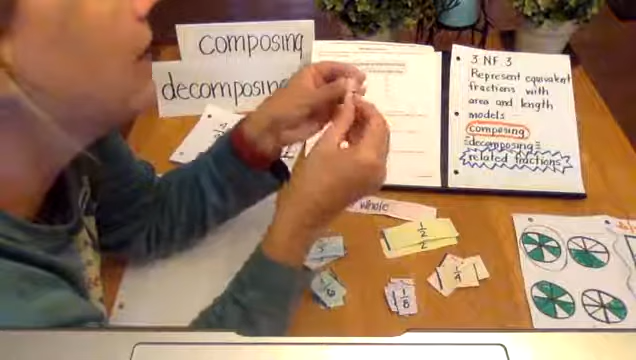 composing
decomposing
3.NF.3
Represent equivalent
fractions with
area and length
models
composing
decomposing
related fractions
whole
1/2
1/4
1/6
1/8